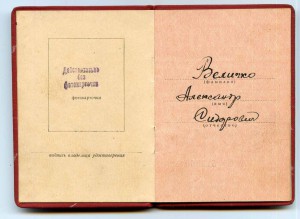 Действительно
без
фотокарточки
фотокарточка
подпись владельца удостоверения
Величко
(фамилия)
Александр
(имя)
Сидорович
(отчество)